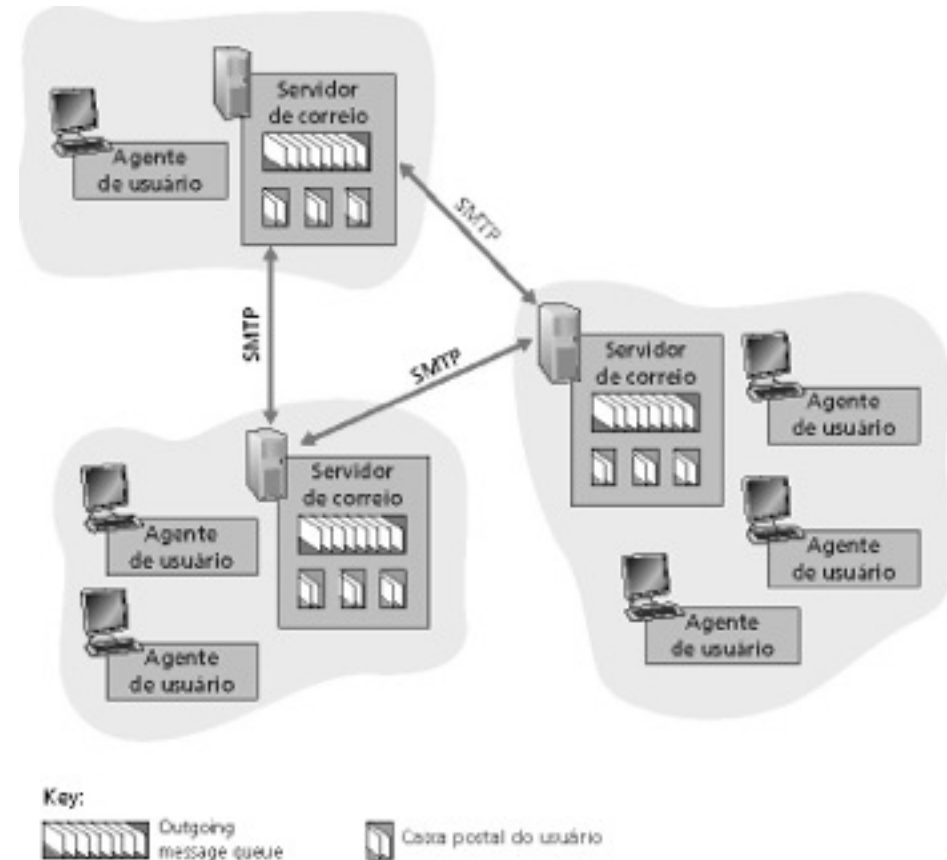 Servidor
de correio
Agente
de usuário
SMTP
SMTP
SMTP
Servidor
de correio
Agente
de usuário
Agente
de usuário
Agente
de usuário
Servidor
de correio
Agente
de usuário
Agente
de usuário
Key:
Outgoing
message queue
Caixa postal do usuário